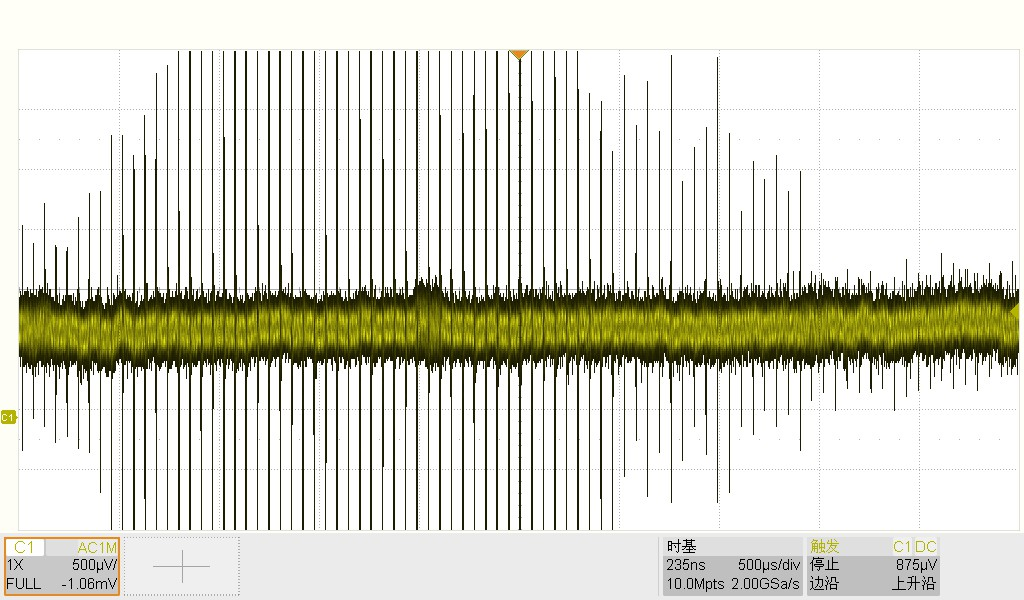 C1
C1 AC1M
1X 500µV/
FULL -1.06mV
时基
235ns 500µs/div
10.0Mpts 2.00GSa/s
触发 C1 DC
停止 875µV
边沿 上升沿